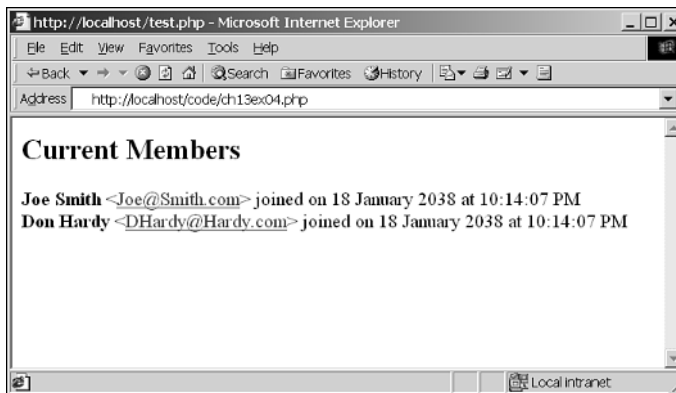 http://localhost/test.php - Microsoft Internet Explorer
File Edit View Favorites Tools Help
Back Search Favorites History
Address http://localhost/code/ch13ex04.php
Current Members
Joe Smith <Joe@Smith.com> joined on 18 January 2038 at 10:14:07 PM
Don Hardy <DHardy@Hardy.com> joined on 18 January 2038 at 10:14:07 PM
Local intranet